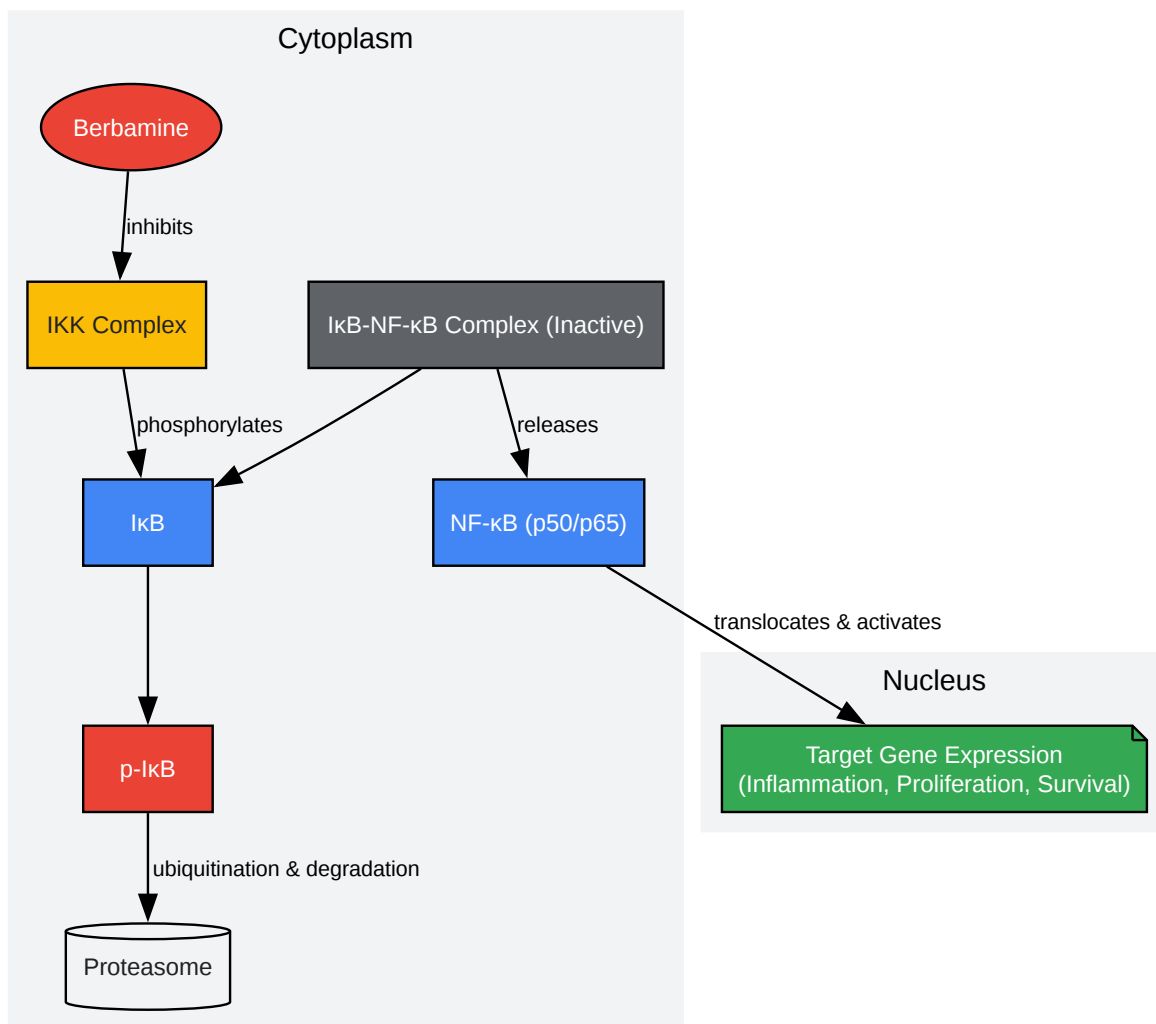 Cytoplasm
Berbamine
inhibits
IKK Complex
IκB-NF-κB Complex (Inactive)
phosphorylates
releases
IκB
NF-κB (p50/p65)
translocates & activates
Nucleus
p-IκB
Target Gene Expression
(Inflammation, Proliferation, Survival)
ubiquitination & degradation
Proteasome